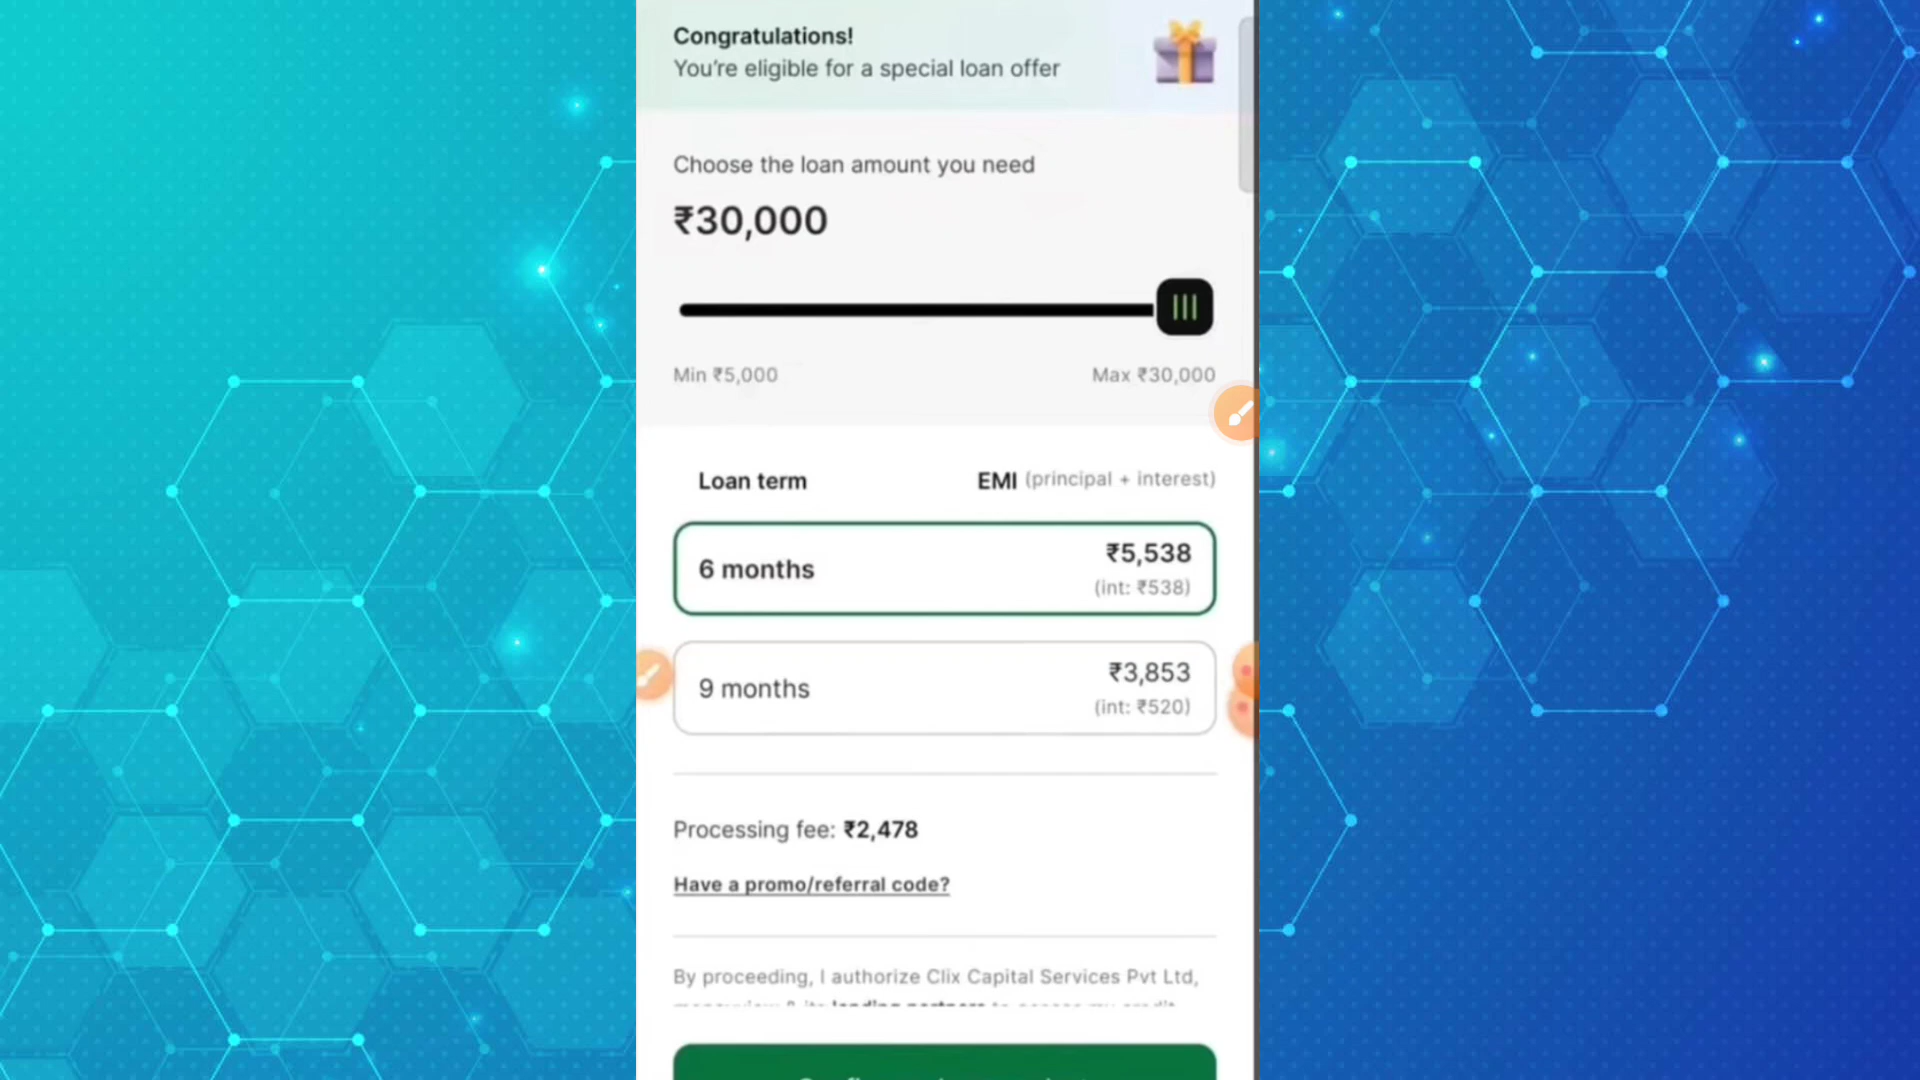 Congratulations!
You're eligible for a special loan offer
Choose the loan amount you need
₹30,000
Min ₹5,000 Max ₹30,000
Loan term EMI (principal + interest)
6 months ₹5,538
(int: ₹538)
9 months ₹3,853
(int: ₹520)
Processing fee: ₹2,478
Have a promo/referral code?
By proceeding, I authorize Clix Capital Services Pvt Ltd,